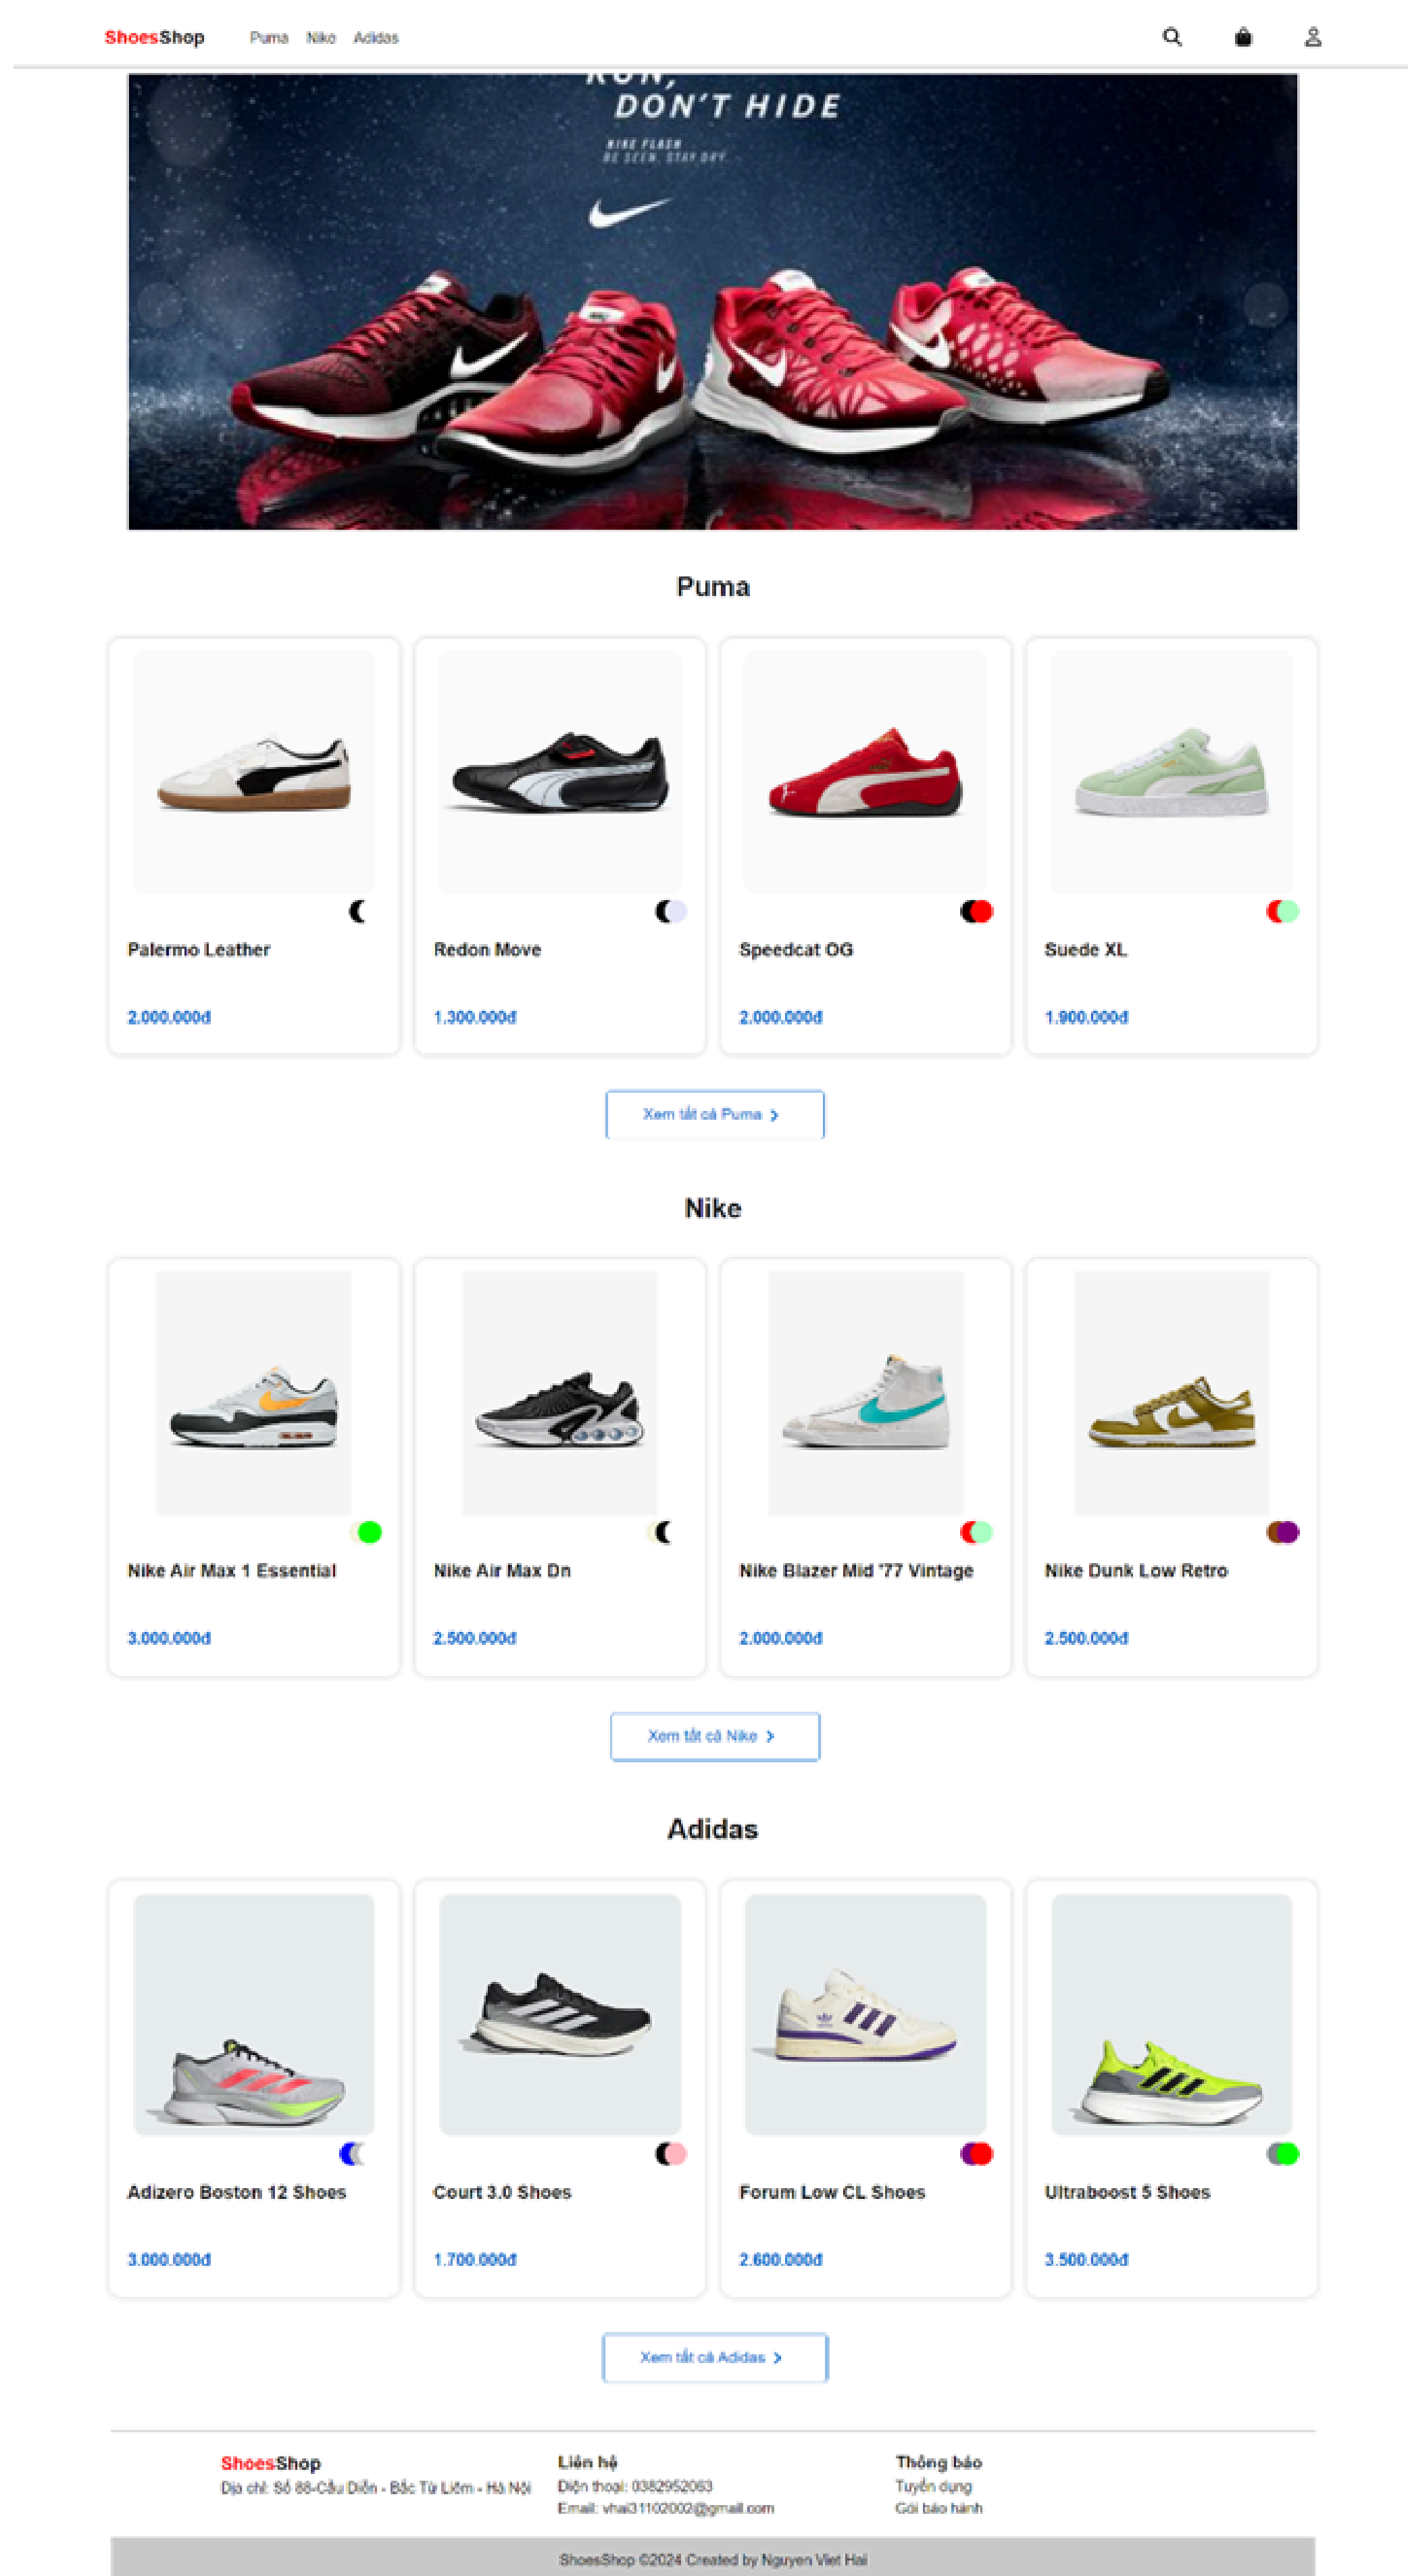 ShoesShop Puma Nike Adidas
RUN,
DON'T HIDE
NIKE FLASH
BE SEEN. STAY DRY.
Puma
Palermo Leather Redon Move Speedcat OG Suede XL
2.000.000đ 1.300.000đ 2.000.000đ 1.900.000đ
Xem tất cả Puma
Nike
Nike Air Max 1 Essential Nike Air Max Dn Nike Blazer Mid '77 Vintage Nike Dunk Low Retro
3.000.000đ 2.500.000đ 2.000.000đ 2.500.000đ
Xem tất cả Nike
Adidas
Adizero Boston 12 Shoes Court 3.0 Shoes Forum Low CL Shoes Ultraboost 5 Shoes
3.000.000đ 1.700.000đ 2.600.000đ 3.500.000đ
Xem tất cả Adidas
ShoesShop Liên hệ Thông báo
Địa chỉ: Số 88-Cầu Diễn - Bắc Từ Liêm - Hà Nội Điện thoại: 0382952063 Tuyển dụng
Email: vhai31102002@gmail.com Gói bảo hành
ShoesShop ©2024 Created by Nguyen Viet Hai